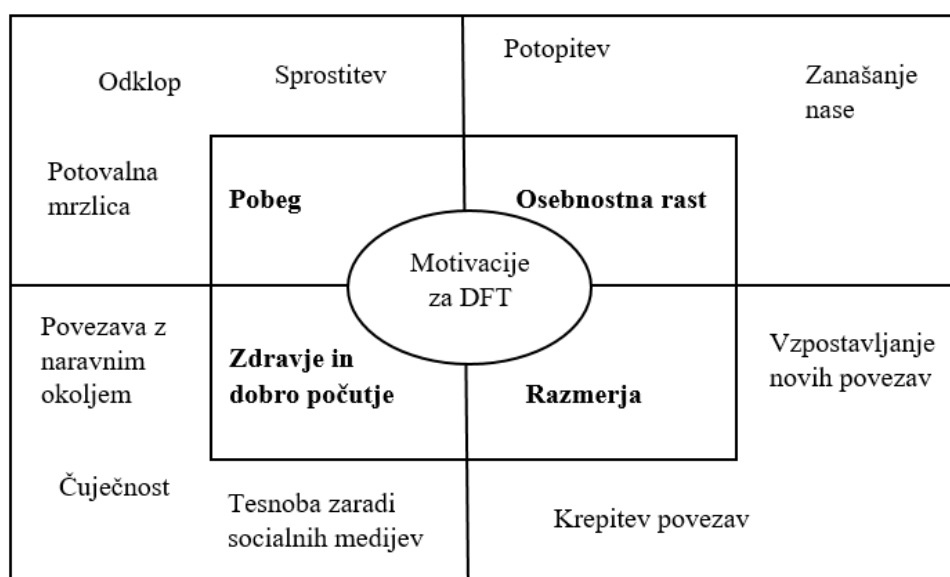 Odklop
Sprostitev
Potopitev
Zanašanje
nase
Potovalna
mrzlica
Pobeg
Osebnostna rast
Motivacije
za DFT
Povezava z
naravnim
okoljem
Zdravje in
dobro počutje
Razmerja
Vzpostavljanje
novih povezav
Čuječnost
Tesnoba zaradi
socialnih medijev
Krepitev povezav